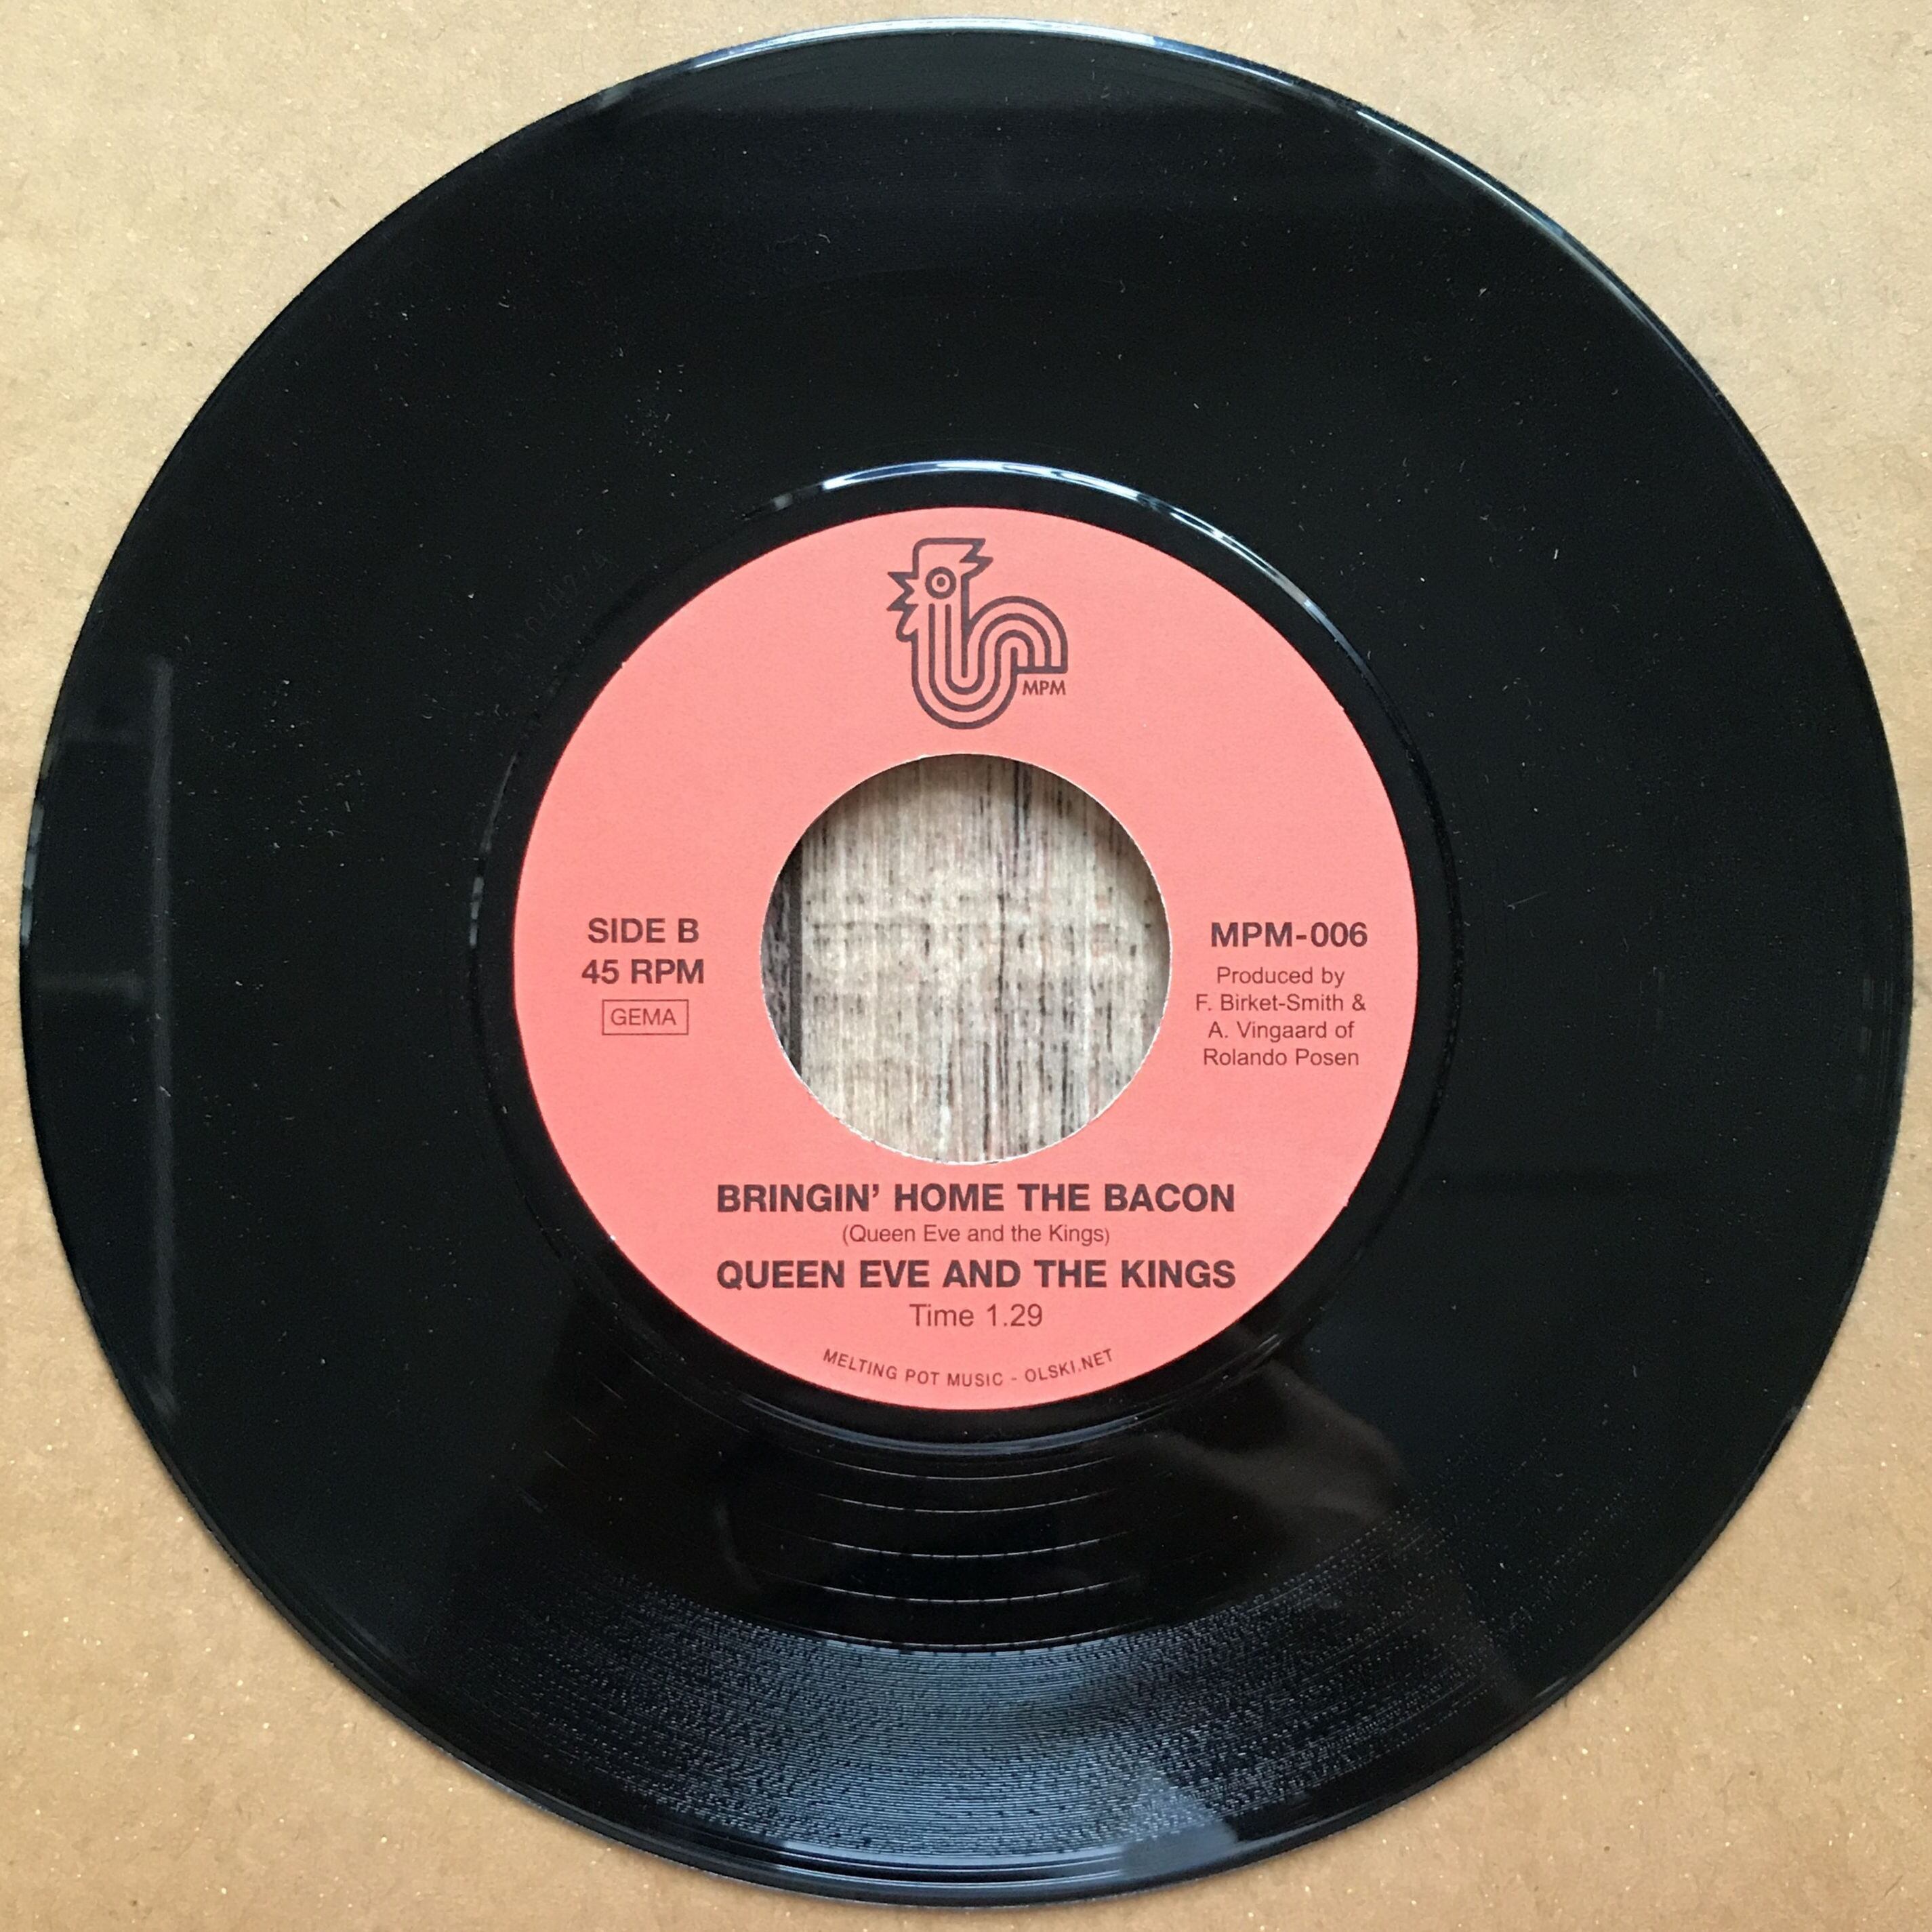 MPM
SIDE B
45 RPM
GEMA
MPM-006
Produced by
F. Birket-Smith &
A. Vingaard of
Rolando Posen
BRINGIN' HOME THE BACON
(Queen Eve and the Kings)
QUEEN EVE AND THE KINGS
Time 1.29
MELTING POT MUSIC - OLSKI.NET